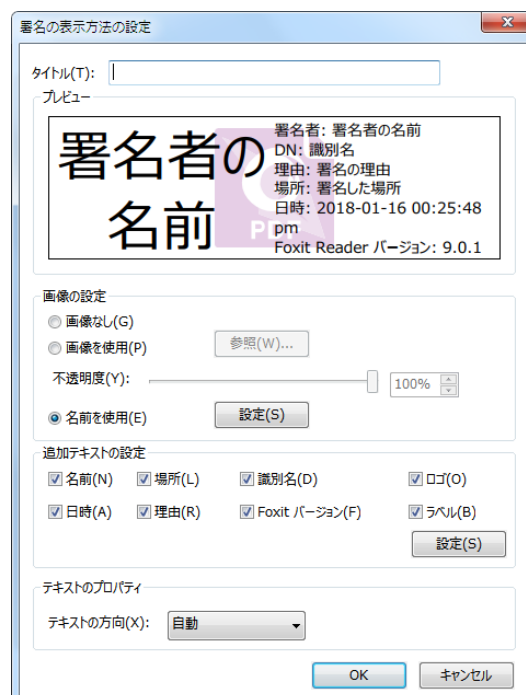 署名の表示方法の設定
タイトル(T):
プレビュー
署名者の
名前
署名者: 署名者の名前
DN: 識別名
理由: 署名の理由
場所: 署名した場所
日時: 2018-01-16 00:25:48
pm
Foxit Reader バージョン: 9.0.1
PDF
画像の設定
画像なし(G)
画像を使用(P) 参照(W)...
不透明度(Y): 100%
名前を使用(E) 設定(S)
追加テキストの設定
名前(N) 場所(L) 識別名(D) ロゴ(O)
日時(A) 理由(R) Foxit バージョン(F) ラベル(B)
設定(S)
テキストのプロパティ
テキストの方向(X): 自動
OK キャンセル